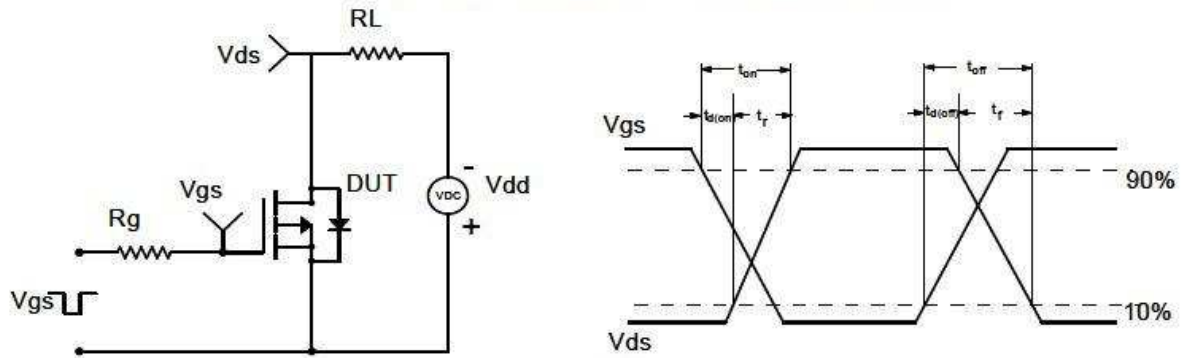 RL
Vds
Vgs
DUT
-
VDC
Vdd
+
Rg
Vgs
ton
toff
td(on)
tr
td(off)
tf
Vgs
90%
10%
Vds